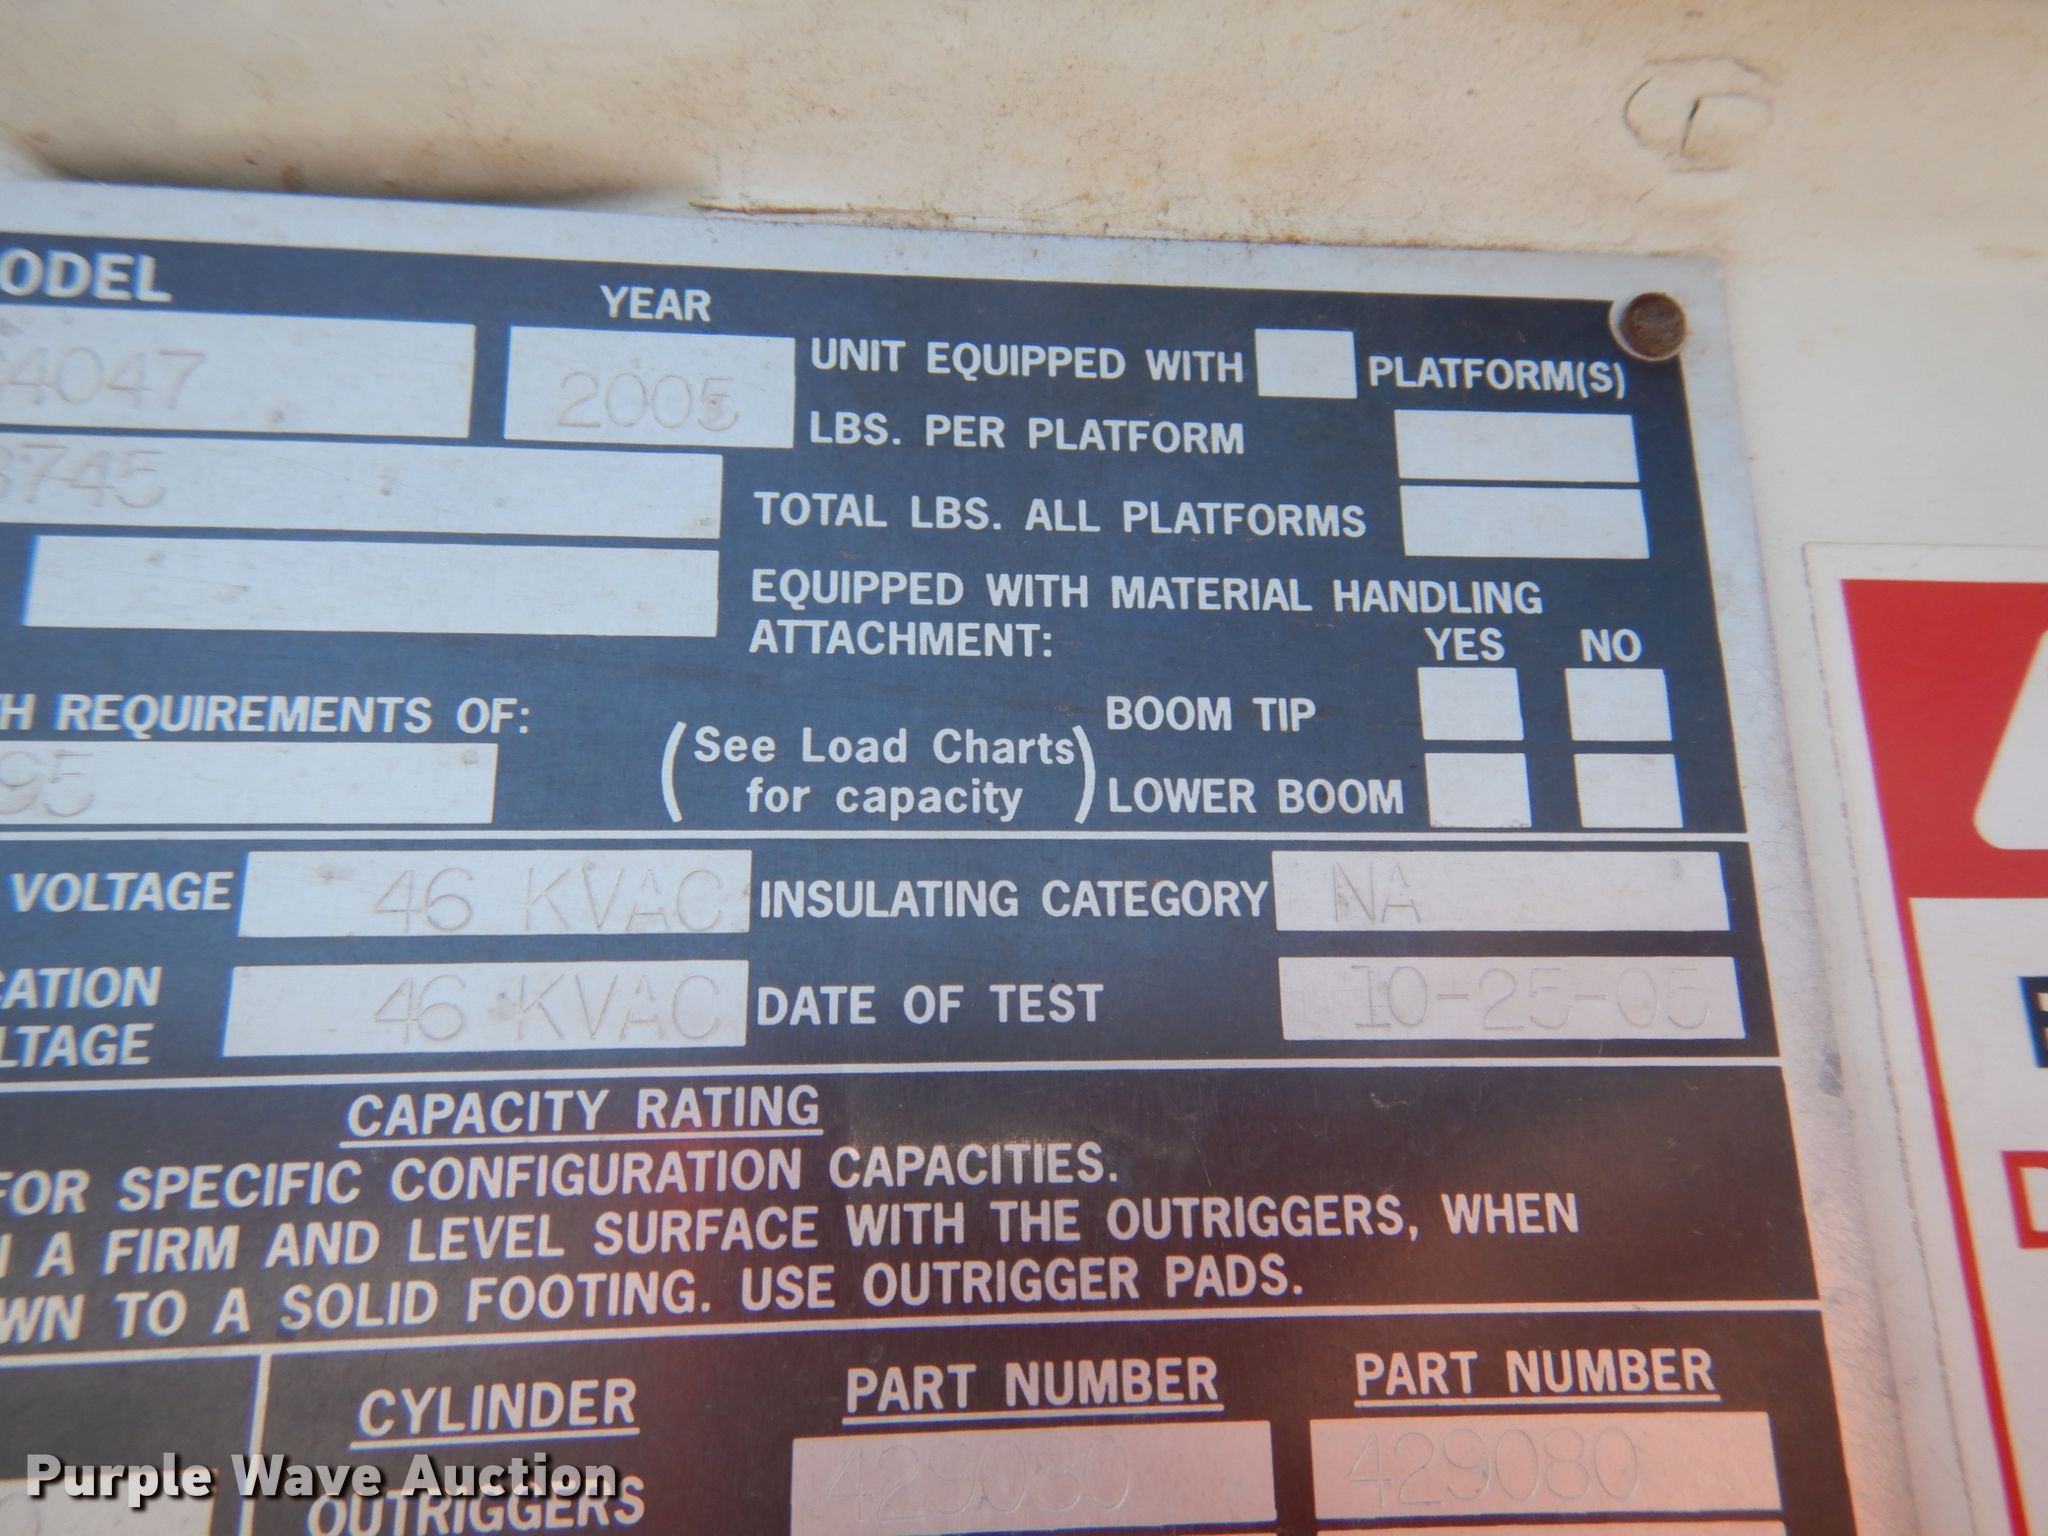 ODEL
YEAR
4047
2005
UNIT EQUIPPED WITH
PLATFORM(S)
LBS. PER PLATFORM
745
TOTAL LBS. ALL PLATFORMS
EQUIPPED WITH MATERIAL HANDLING
ATTACHMENT:
YES NO
H REQUIREMENTS OF:
95
(See Load Charts
for capacity)
BOOM TIP
LOWER BOOM
VOLTAGE 46 KVAC INSULATING CATEGORY NA
CATION
LTAGE
46 KVAC DATE OF TEST 10-25-05
CAPACITY RATING
FOR SPECIFIC CONFIGURATION CAPACITIES.
A FIRM AND LEVEL SURFACE WITH THE OUTRIGGERS, WHEN
WN TO A SOLID FOOTING. USE OUTRIGGER PADS.
CYLINDER PART NUMBER PART NUMBER
OUTRIGGERS 429080 429080
Purple Wave Auction